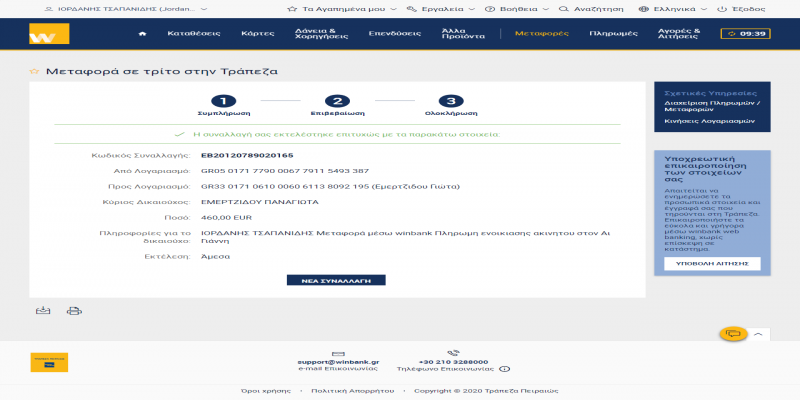 ΙΟΡΔΑΝΗΣ ΤΣΑΠΑΝΙΔΗΣ (Jordan...
Τα Αγαπημένα μου
Εργαλεία
Βοήθεια
Αναζήτηση
Ελληνικά
Έξοδος
W
Καταθέσεις
Κάρτες
Δάνεια & Χορηγήσεις
Επενδύσεις
Άλλα Προϊόντα
Μεταφορές
Πληρωμές
Αγορές & Αιτήσεις
09:39
Μεταφορά σε τρίτο στην Τράπεζα
1 2 3
Συμπλήρωση Επιβεβαίωση Ολοκλήρωση
Η συναλλαγή σας εκτελέστηκε επιτυχώς με τα παρακάτω στοιχεία:
Κωδικός Συναλλαγής: EB20120789020165
Από Λογαριασμό: GR05 0171 7790 0067 7911 5493 387
Προς Λογαριασμό: GR33 0171 0610 0060 6113 8092 195 (Εμερτζίδου Γιώτα)
Κύριος Δικαιούχος: ΕΜΕΡΤΖΙΔΟΥ ΠΑΝΑΓΙΩΤΑ
Ποσό: 460,00 EUR
Πληροφορίες για το δικαιούχο: ΙΟΡΔΑΝΗΣ ΤΣΑΠΑΝΙΔΗΣ Μεταφορά μέσω winbank Πληρωμη ενοικιασης ακινητου στον Αι
Γιάννη
Εκτέλεση: Άμεσα
ΝΕΑ ΣΥΝΑΛΛΑΓΗ
Σχετικές Υπηρεσίες
Διαχείριση Πληρωμών /
Μεταφορών
Κινήσεις Λογαριασμών
Υποχρεωτική
επικαιροποίηση
των στοιχείων
σας
Απαιτείται να
ενημερώσετε τα
προσωπικά στοιχεία και
έγγραφά σας που
τηρούνται στη Τράπεζα.
Επικαιροποιήστε τα
εύκολα και γρήγορα
μέσω winbank web
banking, χωρίς
επίσκεψη σε
κατάστημα.
ΥΠΟΒΟΛΗ ΑΙΤΗΣΗΣ
support@winbank.gr
e-mail Επικοινωνίας
+30 210 3288000
Τηλέφωνο Επικοινωνίας
Όροι χρήσης • Πολιτική Απορρήτου • Copyright © 2020 Τράπεζα Πειραιώς